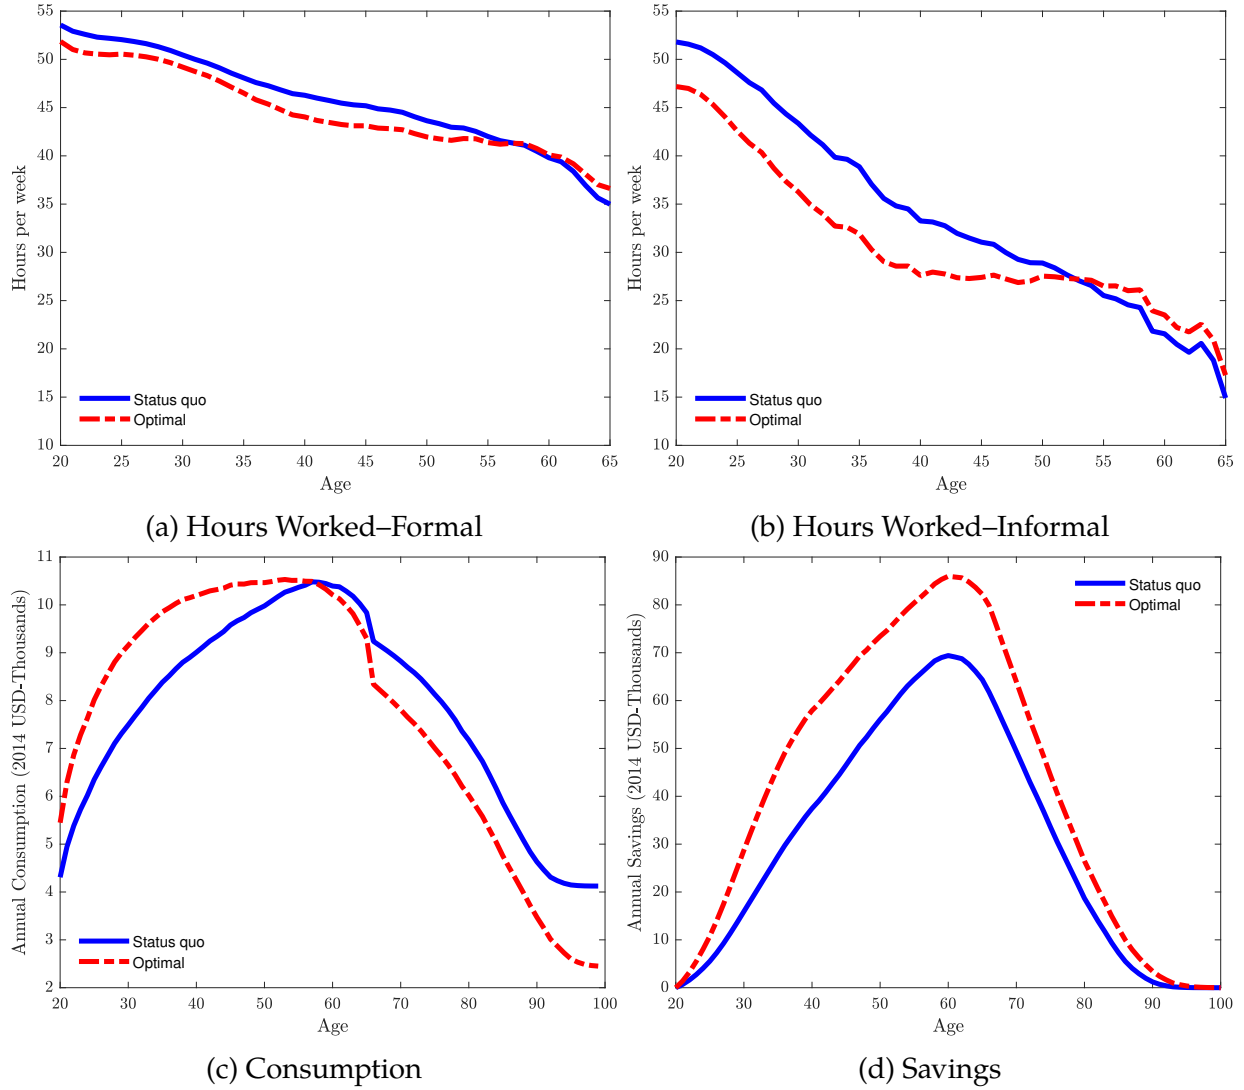 55
50
45
40
35
30
25
20
15
10
Hours per week
Status quo
Optimal
20 25 30 35 40 45 50 55 60 65
Age
(a) Hours Worked–Formal
55
50
45
40
35
30
25
20
15
10
Hours per week
Status quo
Optimal
20 25 30 35 40 45 50 55 60 65
Age
(b) Hours Worked–Informal
11
10
9
8
7
6
5
4
3
2
Annual Consumption (2014 USD-Thousands)
Status quo
Optimal
20 30 40 50 60 70 80 90 100
Age
(c) Consumption
90
80
70
60
50
40
30
20
10
0
Annual Savings (2014 USD-Thousands)
Status quo
Optimal
20 30 40 50 60 70 80 90 100
Age
(d) Savings